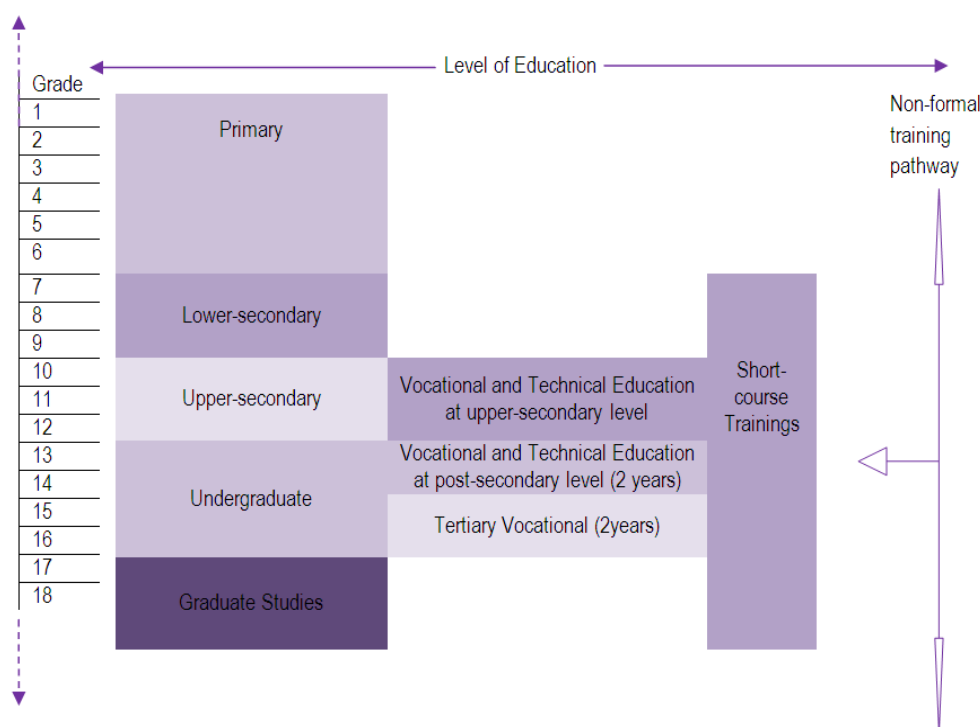 Level of Education
Grade
1
2
3
4
5
6
7
8
9
10
11
12
13
14
15
16
17
18
Primary
Lower-secondary
Upper-secondary
Undergraduate
Graduate Studies
Vocational and Technical Education
at upper-secondary level
Vocational and Technical Education
at post-secondary level (2 years)
Tertiary Vocational (2years)
Short-
course
Trainings
Non-formal
training
pathway